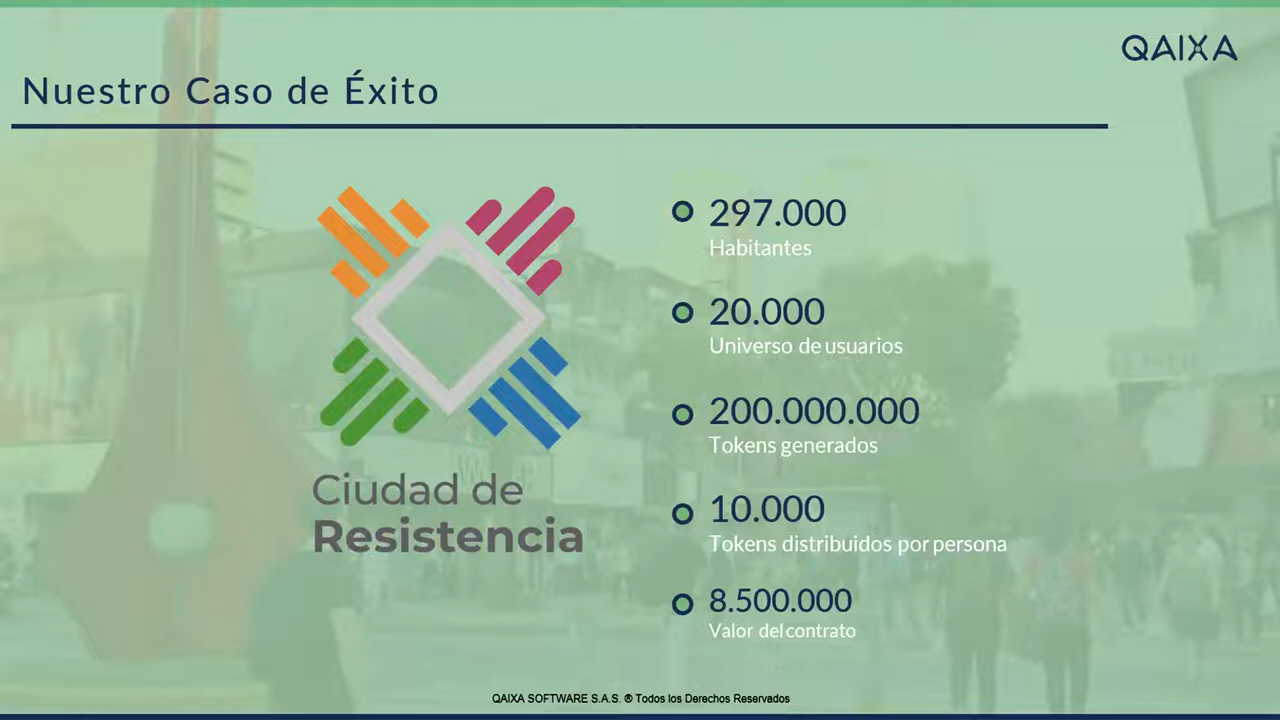 QAIXA
Nuestro Caso de Éxito
Ciudad de
Resistencia
297.000
Habitantes
20.000
Universo de usuarios
200.000.000
Tokens generados
10.000
Tokens distribuidos por persona
8.500.000
Valor del contrato
QAIXA SOFTWARE S.A.S. ® Todos los Derechos Reservados